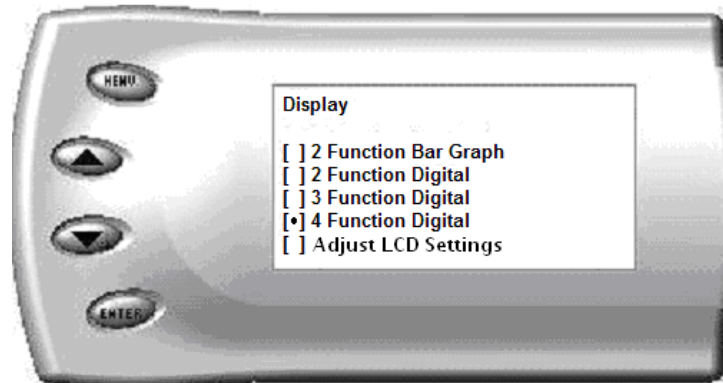 MENU
Display
[ ] 2 Function Bar Graph
[ ] 2 Function Digital
[ ] 3 Function Digital
[•] 4 Function Digital
[ ] Adjust LCD Settings
ENTER